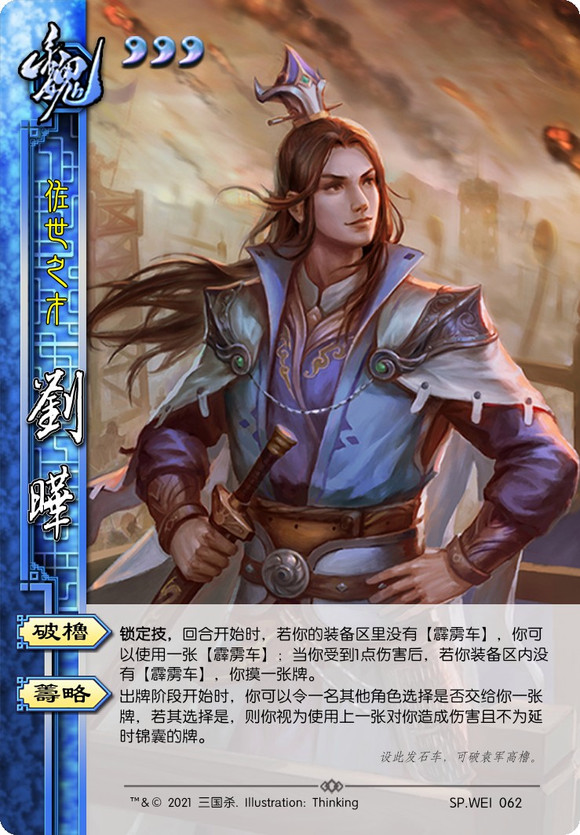 魏
佐世之才
劉曄
破櫓
锁定技，回合开始时，若你的装备区里没有【霹雳车】，你可
以使用一张【霹雳车】；当你受到1点伤害后，若你装备区内没
有【霹雳车】，你摸一张牌。
籌略
出牌阶段开始时，你可以令一名其他角色选择是否交给你一张
牌，若其选择是，则你视为使用上一张对你造成伤害且不为延
时锦囊的牌。
设此发石车，可破袁军高橹。
™&© 2021 三国杀. Illustration: Thinking
SP.WEI 062